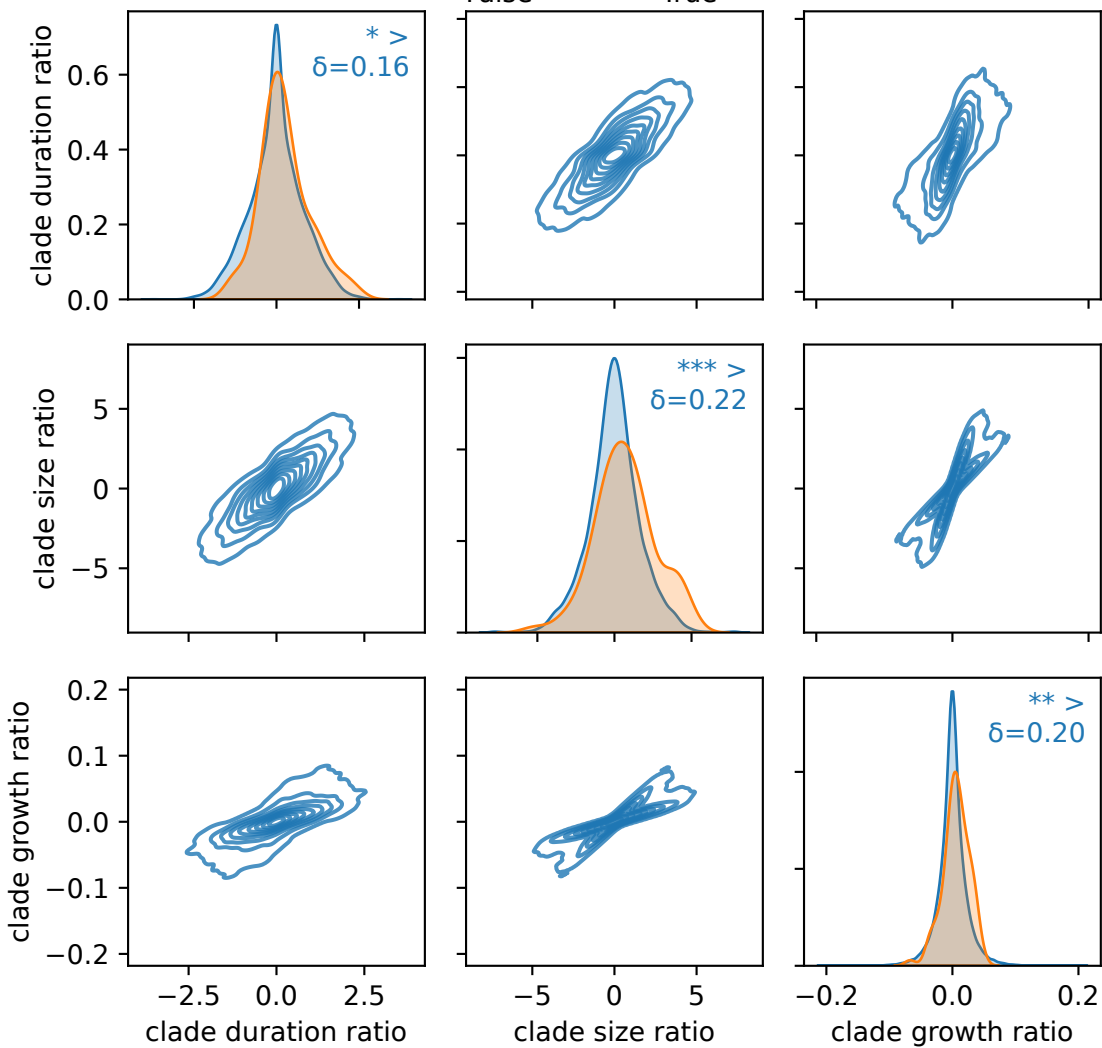 False True
clade duration ratio
0.6
0.4
0.2
0.0
* >
δ=0.16
clade size ratio
5
0
−5
*** >
δ=0.22
clade growth ratio
0.2
0.1
0.0
−0.1
−0.2
** >
δ=0.20
−2.5 0.0 2.5
−5 0 5
−0.2 0.0 0.2
clade duration ratio
clade size ratio
clade growth ratio